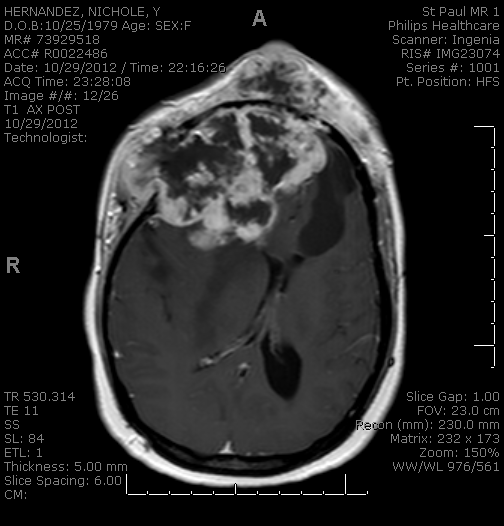 HERNANDEZ, NICHOLE, Y
D.O.B:10/25/1979 Age: SEX:F
MR# 73929518
ACC# R0022486
Date: 10/29/2012 / Time: 22:16:26
ACQ Time: 23:28:08
Image #/#: 12/26
T1 AX POST
10/29/2012
Technologist:
A
St Paul MR 1
Philips Healthcare
Scanner: Ingenia
RIS# IMG23074
Series #: 1001
Pt. Position: HFS
R
TR 530.314
TE 11
SS
SL: 84
ETL: 1
Thickness: 5.00 mm
Slice Spacing: 6.00
CM:
Slice Gap: 1.00
FOV: 23.0 cm
Recon (mm): 230.0 mm
Matrix: 232 x 173
Zoom: 150%
WW/WL 976/561